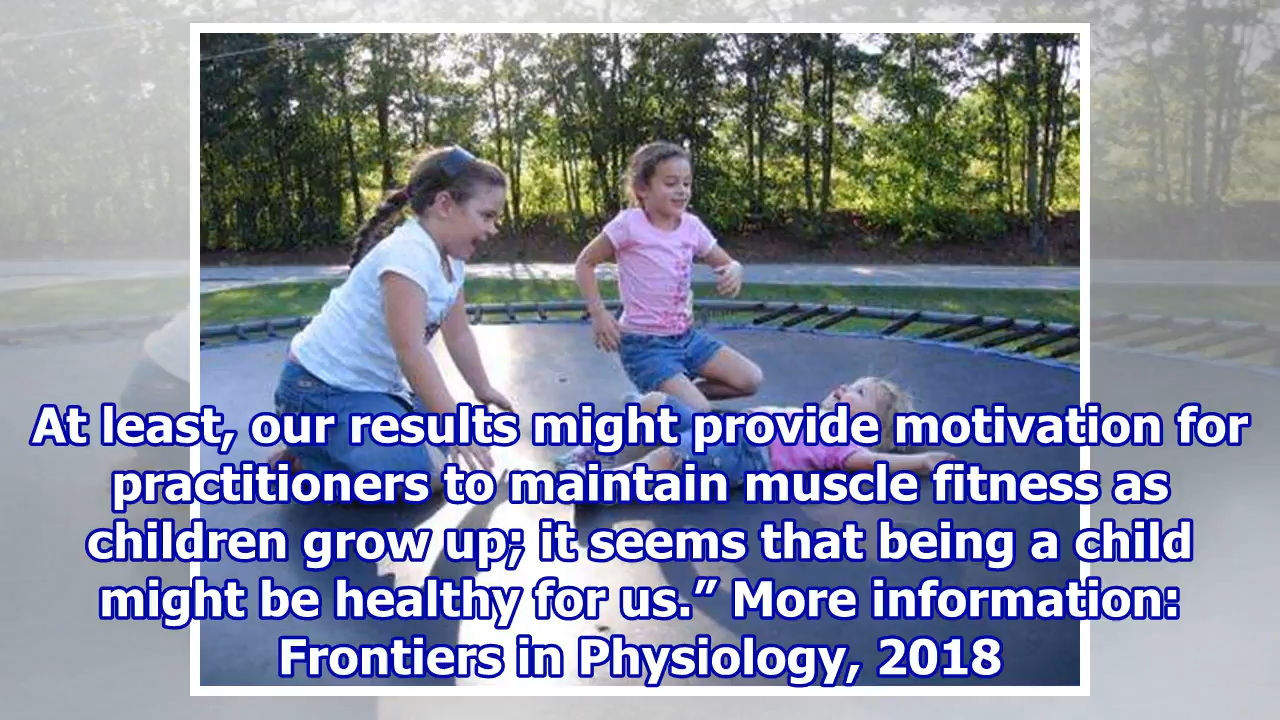 At least, our results might provide motivation for
practitioners to maintain muscle fitness as
children grow up; it seems that being a child
might be healthy for us.” More information:
Frontiers in Physiology, 2018